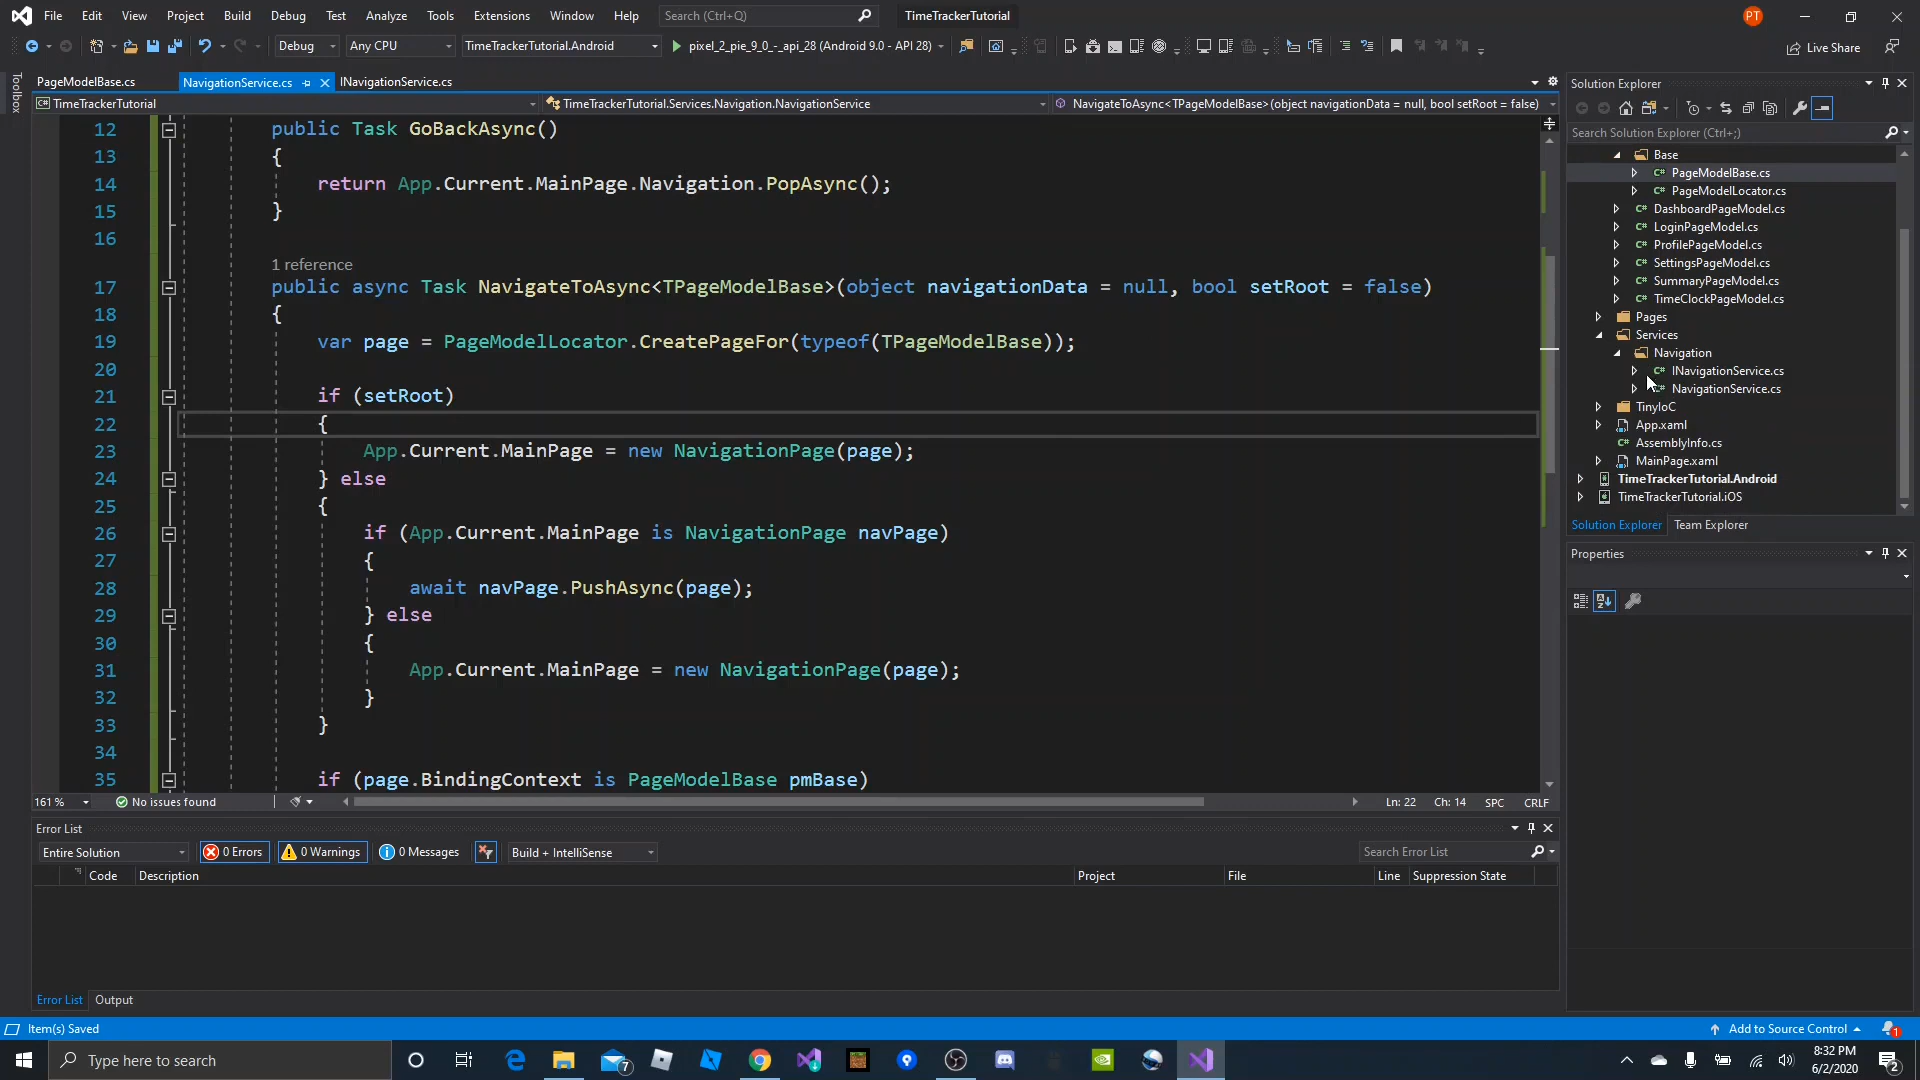 File Edit View Project Build Debug Test Analyze Tools Extensions Window Help Search (Ctrl+Q) TimeTrackerTutorial PT
Debug Any CPU TimeTrackerTutorial.Android pixel_2_pie_9_0_-_api_28 (Android 9.0 - API 28) Live Share
Toolbox
PageModelBase.cs NavigationService.cs INavigationService.cs
TimeTrackerTutorial TimeTrackerTutorial.Services.Navigation.NavigationService NavigateToAsync<TPageModelBase>(object navigationData = null, bool setRoot = false)
12 public Task GoBackAsync()
13 {
14 return App.Current.MainPage.Navigation.PopAsync();
15 }
16
1 reference
17 public async Task NavigateToAsync<TPageModelBase>(object navigationData = null, bool setRoot = false)
18 {
19 var page = PageModelLocator.CreatePageFor(typeof(TPageModelBase));
20
21 if (setRoot)
22 {
23 App.Current.MainPage = new NavigationPage(page);
24 } else
25 {
26 if (App.Current.MainPage is NavigationPage navPage)
27 {
28 await navPage.PushAsync(page);
29 } else
30 {
31 App.Current.MainPage = new NavigationPage(page);
32 }
33 }
34
35 if (page.BindingContext is PageModelBase pmBase)
161 % No issues found Ln: 22 Ch: 14 SPC CRLF
Error List
Entire Solution 0 Errors 0 Warnings 0 Messages Build + IntelliSense Search Error List
Code Description Project File Line Suppression State
Error List Output
Solution Explorer
Search Solution Explorer (Ctrl+;)
Base
PageModelBase.cs
PageModelLocator.cs
DashboardPageModel.cs
LoginPageModel.cs
ProfilePageModel.cs
SettingsPageModel.cs
SummaryPageModel.cs
TimeClockPageModel.cs
Pages
Services
Navigation
INavigationService.cs
NavigationService.cs
TinyIoC
App.xaml
AssemblyInfo.cs
MainPage.xaml
TimeTrackerTutorial.Android
TimeTrackerTutorial.iOS
Solution Explorer Team Explorer
Properties
Item(s) Saved Add to Source Control 1
Type here to search 7 8:32 PM
6/2/2020 2